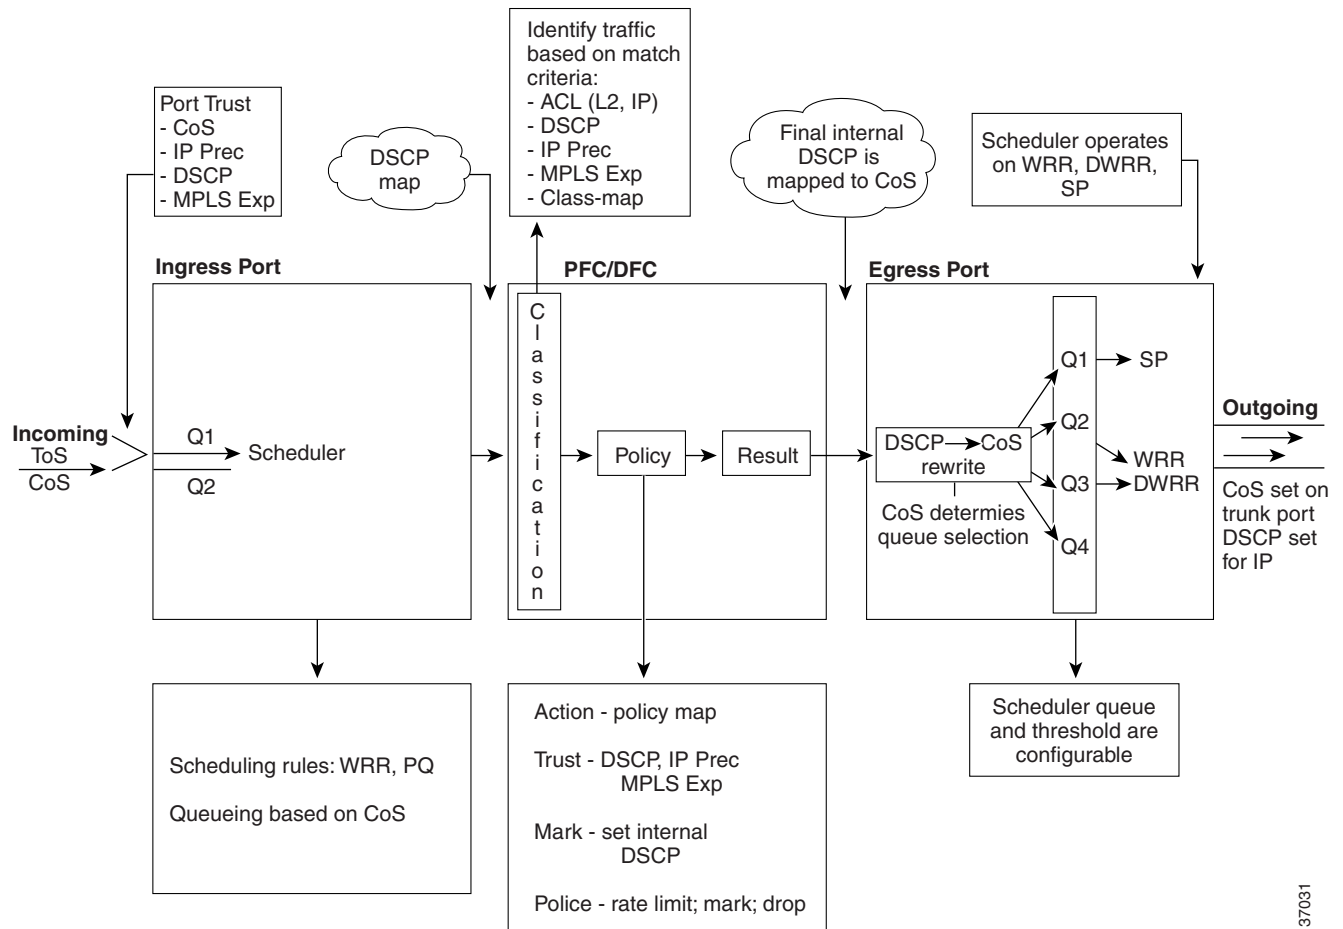 Identify traffic
based on match
criteria:
- ACL (L2, IP)
- DSCP
- IP Prec
- MPLS Exp
- Class-map
Port Trust
- CoS
- IP Prec
- DSCP
- MPLS Exp
DSCP
map
Final internal
DSCP is
mapped to CoS
Scheduler operates
on WRR, DWRR,
SP
Ingress Port
PFC/DFC
Egress Port
Incoming
ToS
CoS
Q1
Q2
Scheduler
Classification
Policy
Result
DSCP CoS
rewrite
CoS determies
queue selection
Q1
Q2
Q3
Q4
SP
WRR
DWRR
Outgoing
CoS set on
trunk port
DSCP set
for IP
Scheduling rules: WRR, PQ
Queueing based on CoS
Action - policy map
Trust - DSCP, IP Prec
MPLS Exp
Mark - set internal
DSCP
Police - rate limit; mark; drop
Scheduler queue
and threshold are
configurable
37031